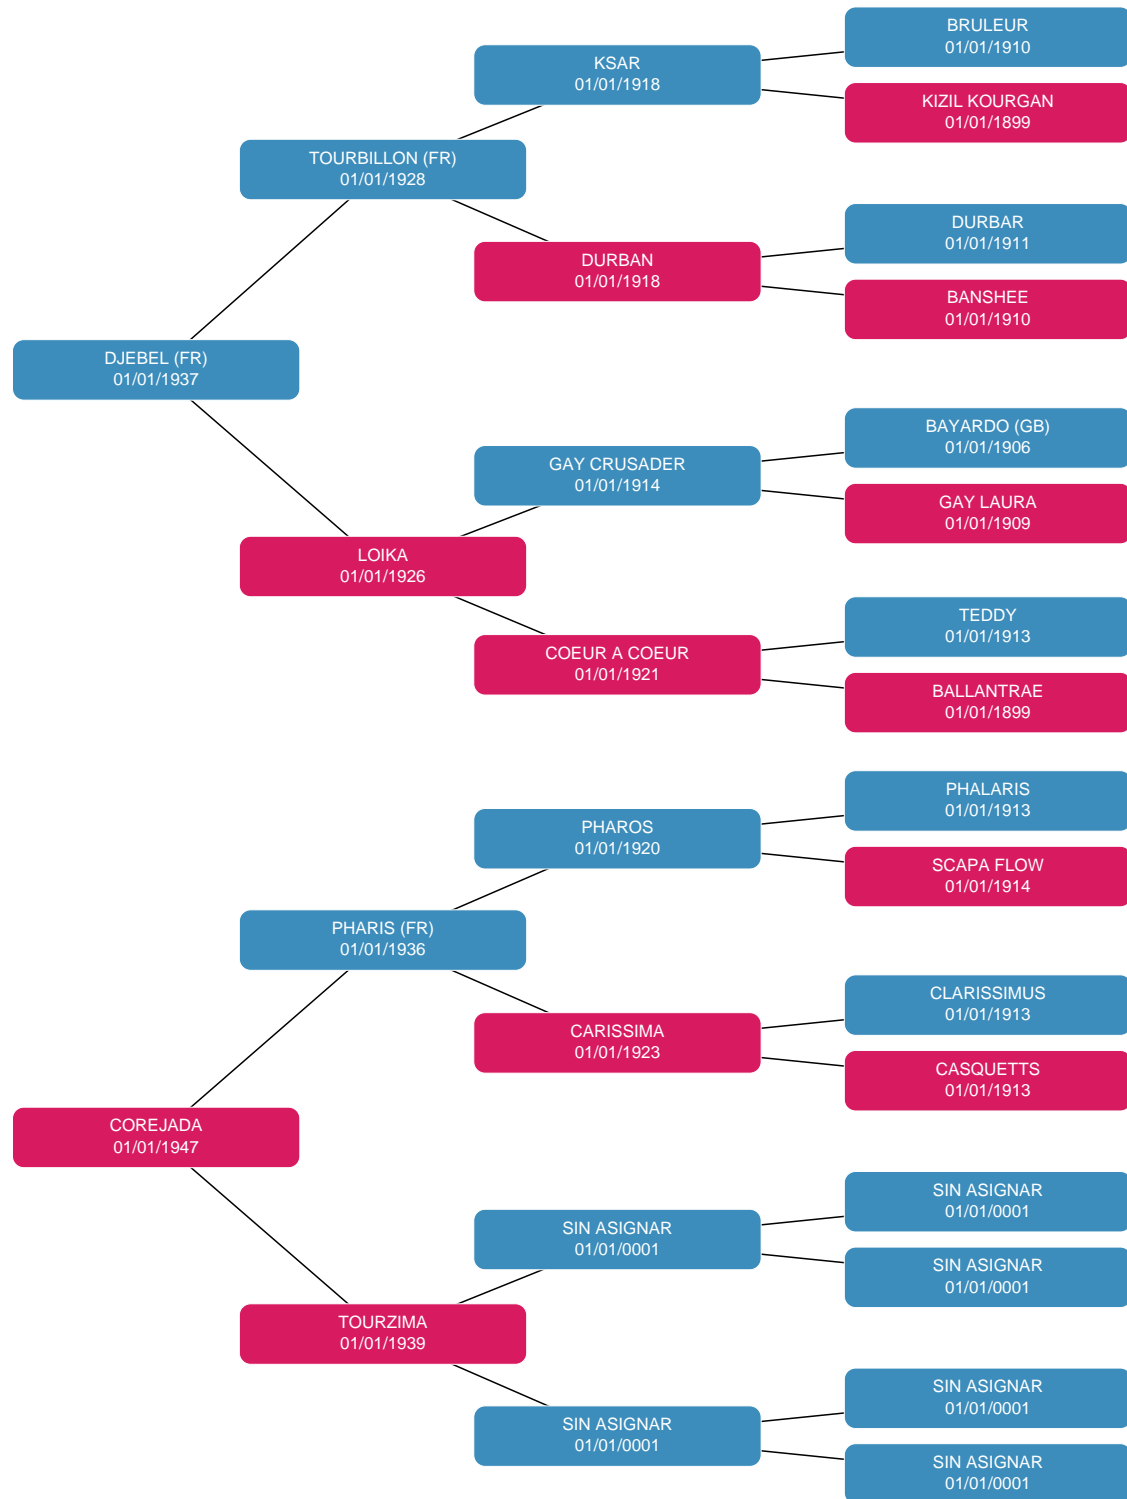 BRULEUR
01/01/1910
KSAR
01/01/1918
KIZIL KOURGAN
01/01/1899
TOURBILLON (FR)
01/01/1928
DURBAR
01/01/1911
DURBAN
01/01/1918
BANSHEE
01/01/1910
DJEBEL (FR)
01/01/1937
BAYARDO (GB)
01/01/1906
GAY CRUSADER
01/01/1914
GAY LAURA
01/01/1909
LOIKA
01/01/1926
TEDDY
01/01/1913
COEUR A COEUR
01/01/1921
BALLANTRAE
01/01/1899
PHALARIS
01/01/1913
PHAROS
01/01/1920
SCAPA FLOW
01/01/1914
PHARIS (FR)
01/01/1936
CLARISSIMUS
01/01/1913
CARISSIMA
01/01/1923
CASQUETTS
01/01/1913
COREJADA
01/01/1947
SIN ASIGNAR
01/01/0001
SIN ASIGNAR
01/01/0001
SIN ASIGNAR
01/01/0001
TOURZIMA
01/01/1939
SIN ASIGNAR
01/01/0001
SIN ASIGNAR
01/01/0001
SIN ASIGNAR
01/01/0001